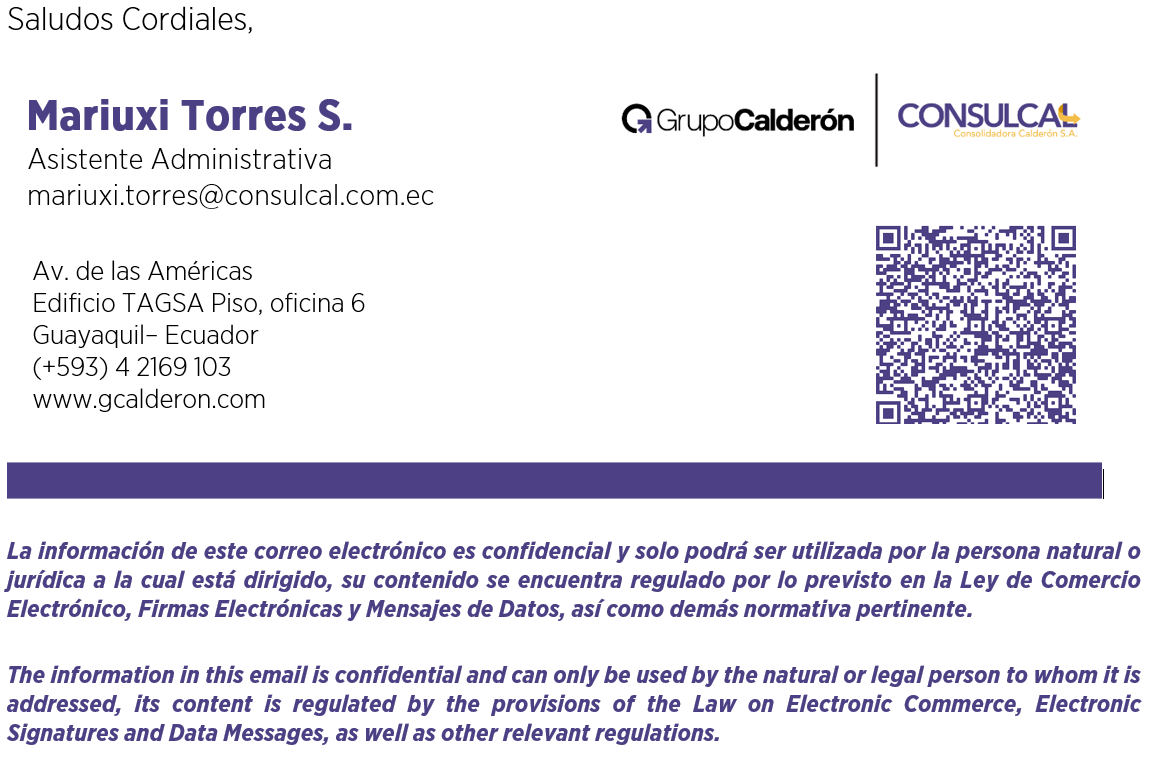 Saludos Cordiales,
Mariuxi Torres S.
Asistente Administrativa
mariuxi.torres@consulcal.com.ec
GrupoCalderón
CONSULCAL
Consolidadora Calderón S.A.
Av. de las Américas
Edificio TAGSA Piso, oficina 6
Guayaquil– Ecuador
(+593) 4 2169 103
www.gcalderon.com
La información de este correo electrónico es confidencial y solo podrá ser utilizada por la persona natural o
jurídica a la cual está dirigido, su contenido se encuentra regulado por lo previsto en la Ley de Comercio
Electrónico, Firmas Electrónicas y Mensajes de Datos, así como demás normativa pertinente.
The information in this email is confidential and can only be used by the natural or legal person to whom it is
addressed, its content is regulated by the provisions of the Law on Electronic Commerce, Electronic
Signatures and Data Messages, as well as other relevant regulations.